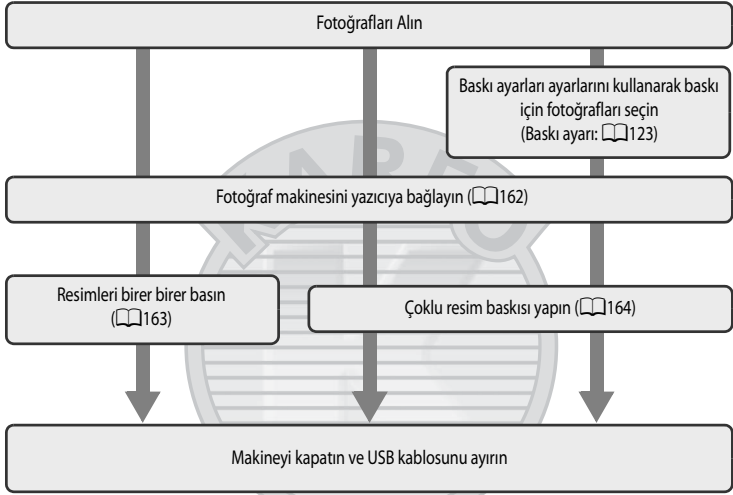 Fotoğrafları Alın
Baskı ayarları ayarlarını kullanarak baskı
için fotoğrafları seçin
(Baskı ayarı: 123)
Fotoğraf makinesini yazıcıya bağlayın (162)
Resimleri birer birer basın
(163)
Çoklu resim baskısı yapın (164)
Makineyi kapatın ve USB kablosunu ayırın